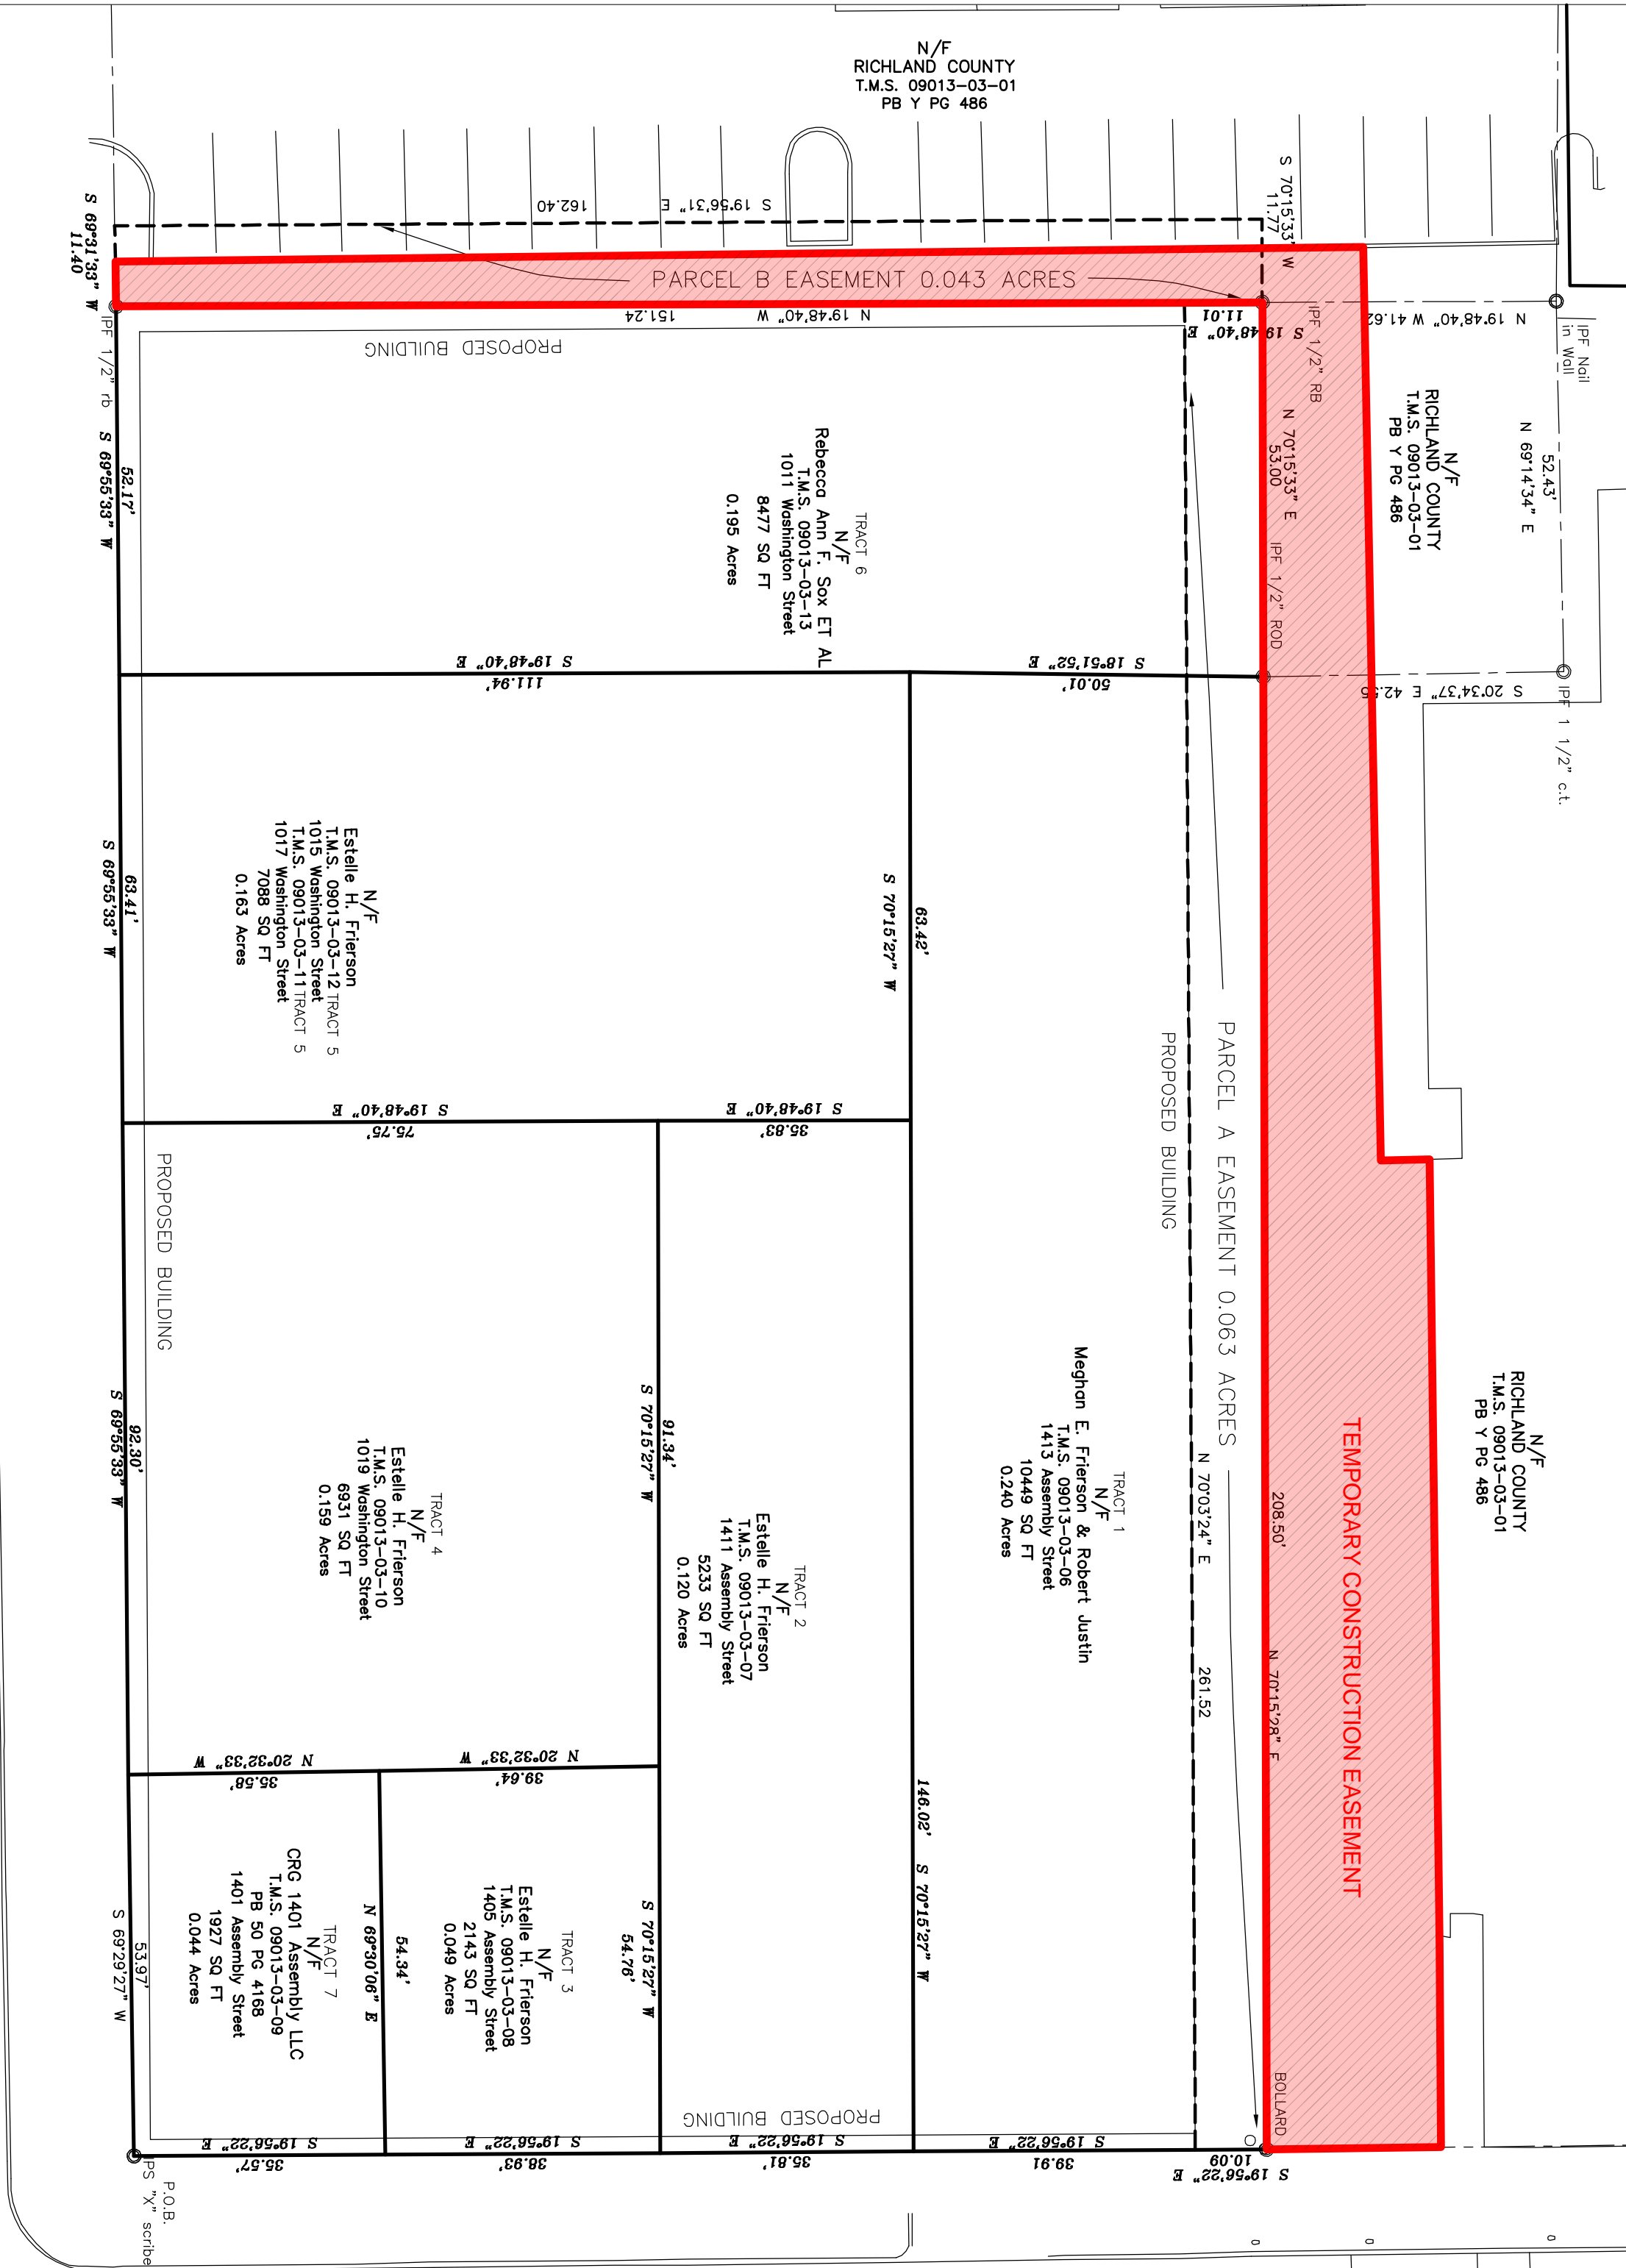 N/F
RICHLAND COUNTY
T.M.S. 09013-03-01
PB Y PG 486
S 70°15'33" W
11.77
S 19°56'31" E
162.40
S 69°31'33" W
11.40
PARCEL B EASEMENT 0.043 ACRES
N 19°48'40" W
151.24
S 19°48'40" E
11.01
IPF 1/2" RB
N 19°48'40" W 41.62
IPF Nail
in Wall
52.43'
N 69°14'34" E
N/F
RICHLAND COUNTY
T.M.S. 09013-03-01
PB Y PG 486
N 70°15'33" E
53.00
IPF 1/2" ROD
S 20°34'37" E
IPF 1 1/2" c.t.
IPF 1/2" rb
PROPOSED BUILDING
52.17'
S 69°55'33" W
TRACT 6
N/F
Rebecca Ann F. Sox ET AL
T.M.S. 09013-03-13
1011 Washington Street
8477 SQ FT
0.195 Acres
S 19°48'40" E
111.94'
S 18°51'52" E
50.01'
63.42'
S 70°15'27" W
N/F
Estelle H. Frierson
T.M.S. 09013-03-12 TRACT 5
1015 Washington Street
T.M.S. 09013-03-11 TRACT 5
1017 Washington Street
7088 SQ FT
0.163 Acres
63.41'
S 69°55'33" W
S 19°48'40" E
75.75'
S 19°48'40" E
35.83'
PARCEL A EASEMENT 0.063 ACRES
PROPOSED BUILDING
N 70°03'24" E
261.52
N/F
RICHLAND COUNTY
T.M.S. 09013-03-01
PB Y PG 486
TEMPORARY CONSTRUCTION EASEMENT
208.50'
N 70°15'28" E
BOLLARD
TRACT 1
N/F
Meghan E. Frierson & Robert Justin
T.M.S. 09013-03-06
1413 Assembly Street
10449 SQ FT
0.240 Acres
146.02'
S 70°15'27" W
TRACT 2
N/F
Estelle H. Frierson
T.M.S. 09013-03-07
1411 Assembly Street
5233 SQ FT
0.120 Acres
91.34'
S 70°15'27" W
PROPOSED BUILDING
TRACT 4
N/F
Estelle H. Frierson
T.M.S. 09013-03-10
1019 Washington Street
6931 SQ FT
0.159 Acres
92.30'
S 69°55'33" W
N 20°32'33" W
39.64'
N 20°32'33" W
35.58'
S 70°15'27" W
54.76'
TRACT 3
N/F
Estelle H. Frierson
T.M.S. 09013-03-08
1405 Assembly Street
2143 SQ FT
0.049 Acres
54.34'
N 69°30'06" E
TRACT 7
N/F
CRG 1401 Assembly LLC
T.M.S. 09013-03-09
PB 50 PG 4168
1401 Assembly Street
1927 SQ FT
0.044 Acres
53.97'
S 69°29'27" W
PROPOSED BUILDING
S 19°56'22" E
35.57'
S 19°56'22" E
38.93'
S 19°56'22" E
35.81'
S 19°56'22" E
39.91
S 19°56'22" E
10.09
P.O.B.
PS "X" scribe